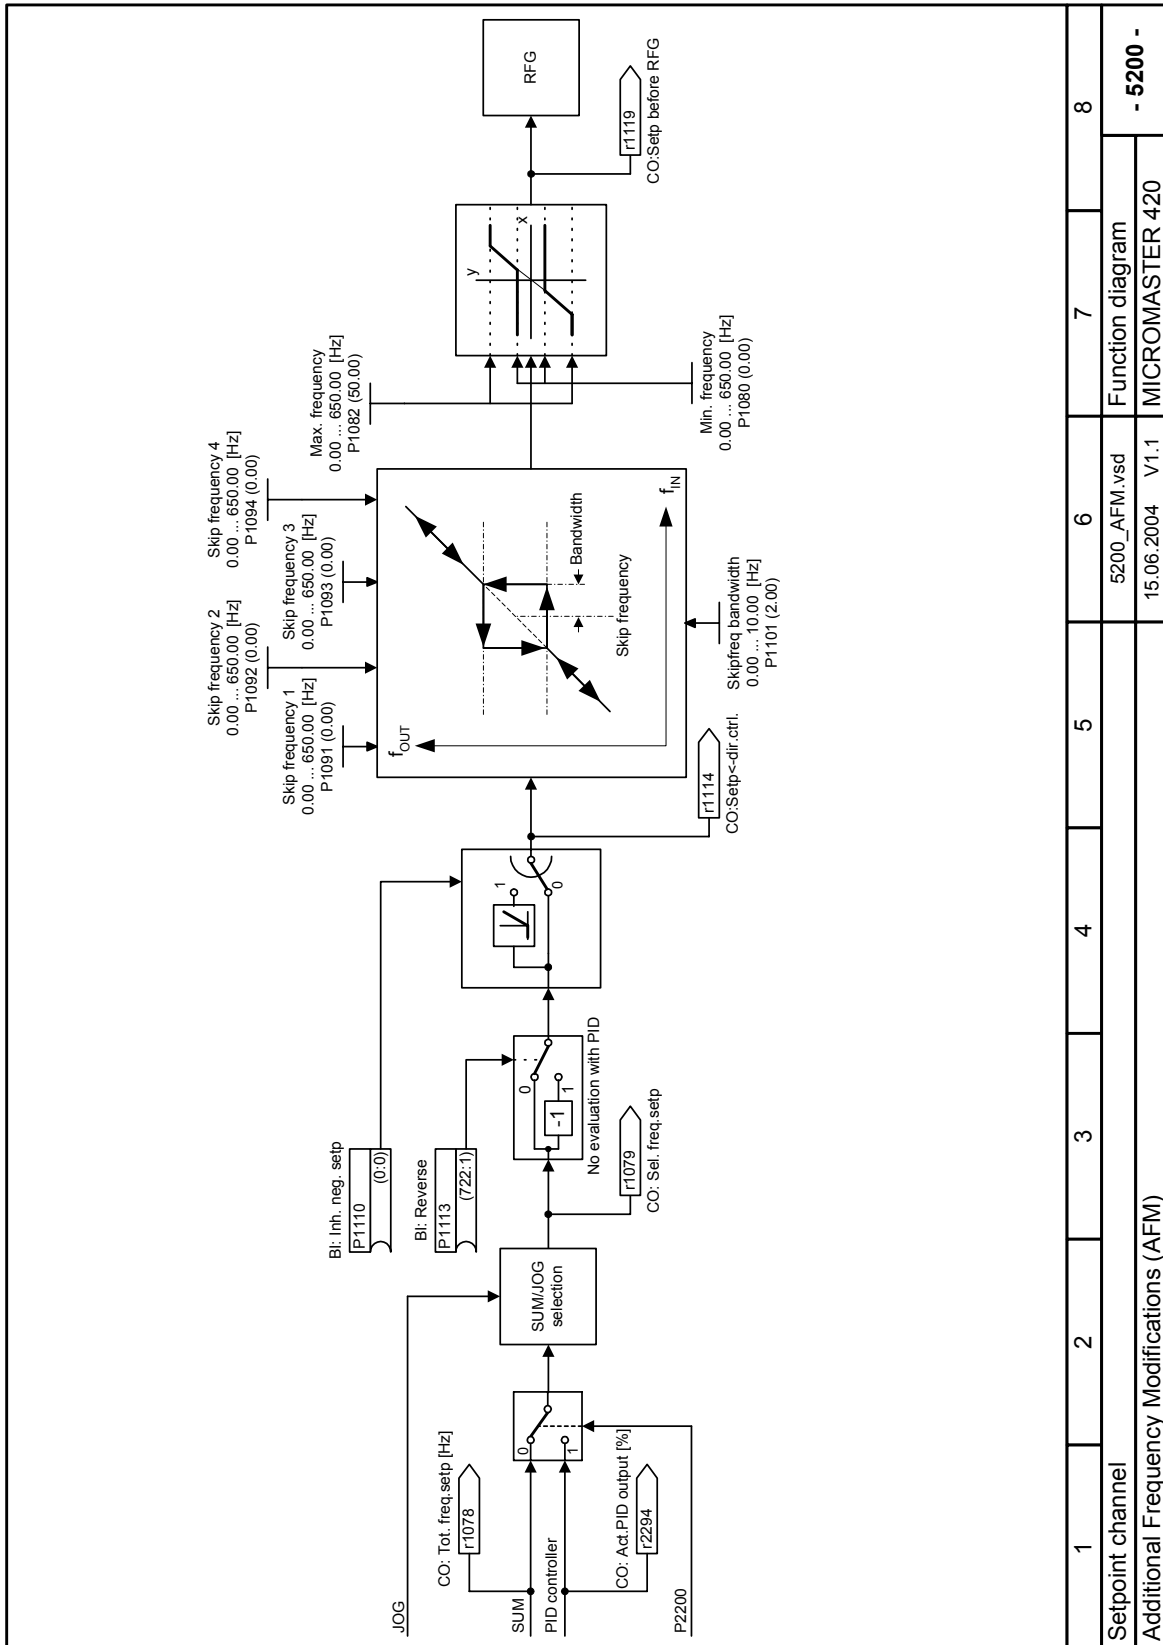 JOG
SUM
PID controller
P2200
CO: Tot. freq.setp [Hz]
r1078
CO: Act.PID output [%]
r2294
0
1
SUM/JOG
selection
BI: Inh. neg. setp
P1110
(0:0)
BI: Reverse
P1113
(722:1)
r1079
CO: Sel. freq.setp
0
1
-1
No evaluation with PID
1
0
r1114
CO:Setp<-dir.ctrl.
Skip frequency 1
0.00 ... 650.00 [Hz]
P1091 (0.00)
Skip frequency 2
0.00 ... 650.00 [Hz]
P1092 (0.00)
Skip frequency 3
0.00 ... 650.00 [Hz]
P1093 (0.00)
Skip frequency 4
0.00 ... 650.00 [Hz]
P1094 (0.00)
fOUT
fIN
Bandwidth
Skip frequency
Skipfreq bandwidth
0.00 ... 10.00 [Hz]
P1101 (2.00)
Max. frequency
0.00 ... 650.00 [Hz]
P1082 (50.00)
Min. frequency
0.00 ... 650.00 [Hz]
P1080 (0.00)
y
x
r1119
CO:Setp before RFG
RFG
1
2
3
4
5
6
7
8
Setpoint channel
5200_AFM.vsd
Function diagram
- 5200 -
Additional Frequency Modifications (AFM)
15.06.2004 V1.1
MICROMASTER 420